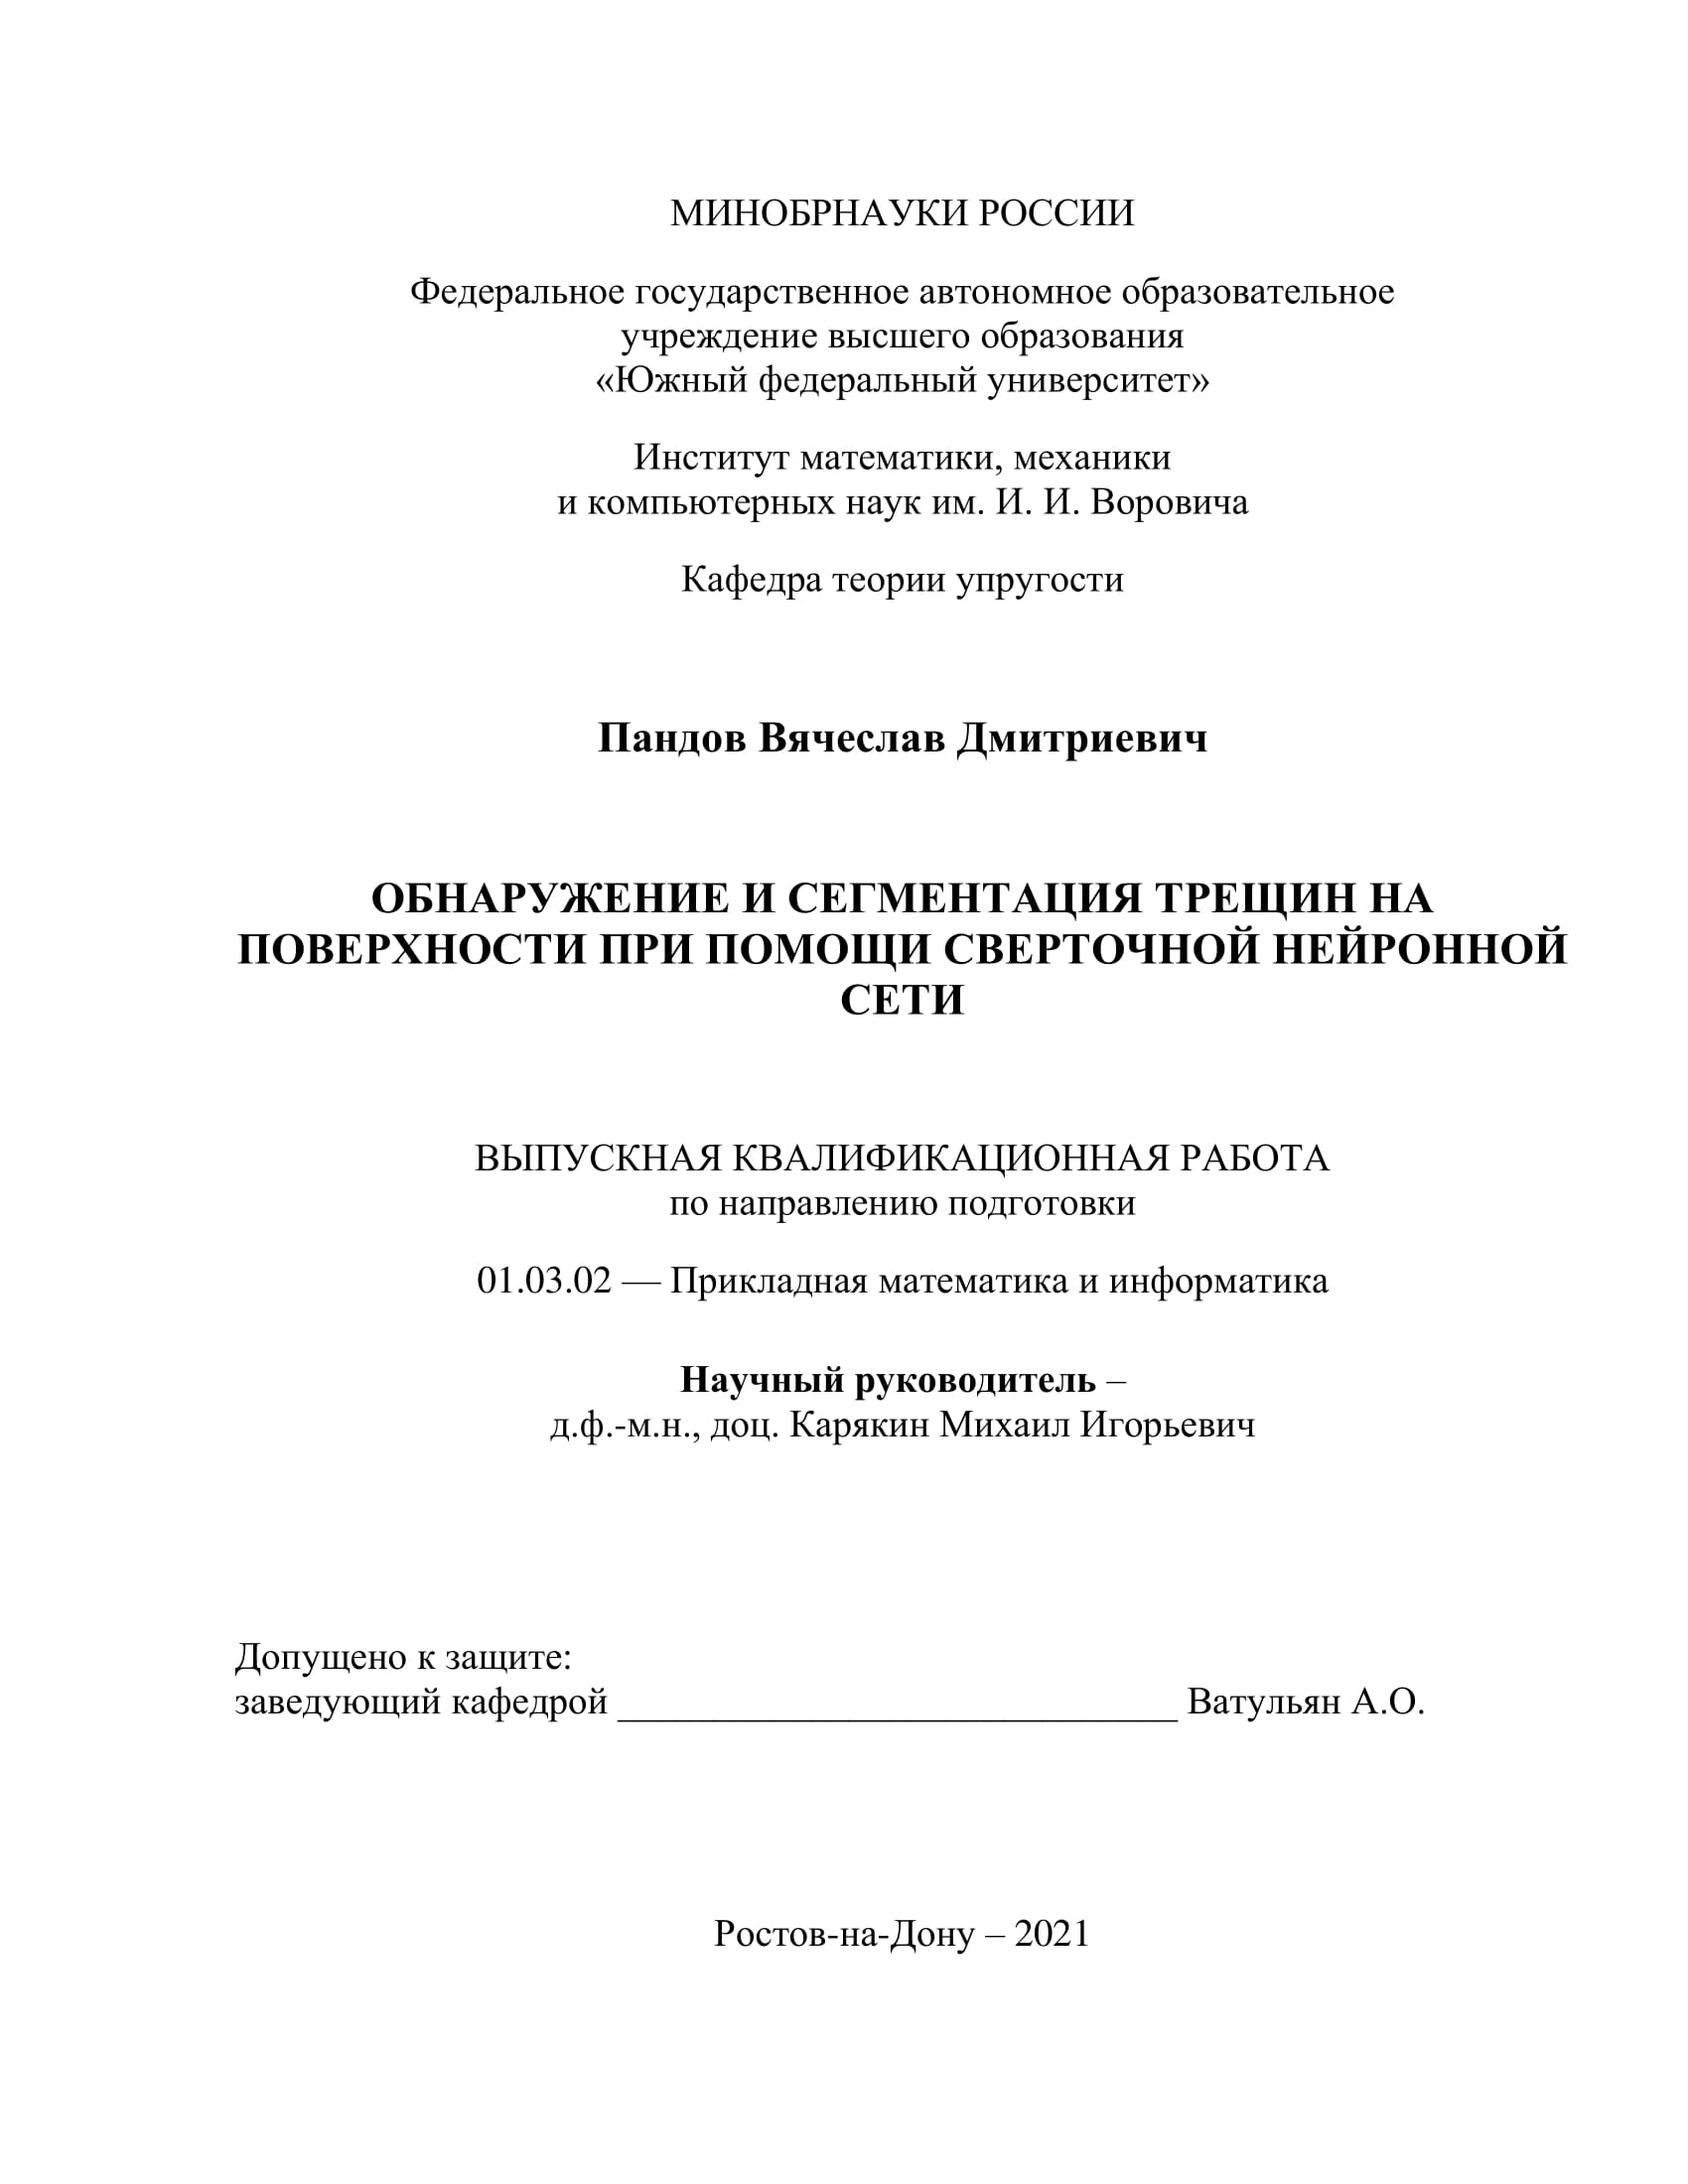 МИНОБРНАУКИ РОССИИ
Федеральное государственное автономное образовательное
учреждение высшего образования
«Южный федеральный университет»
Институт математики, механики
и компьютерных наук им. И. И. Воровича
Кафедра теории упругости
Пандов Вячеслав Дмитриевич
ОБНАРУЖЕНИЕ И СЕГМЕНТАЦИЯ ТРЕЩИН НА
ПОВЕРХНОСТИ ПРИ ПОМОЩИ СВЕРТОЧНОЙ НЕЙРОННОЙ
СЕТИ
ВЫПУСКНАЯ КВАЛИФИКАЦИОННАЯ РАБОТА
по направлению подготовки
01.03.02 — Прикладная математика и информатика
Научный руководитель –
д.ф.-м.н., доц. Карякин Михаил Игорьевич
Допущено к защите:
заведующий кафедрой ______________________________ Ватульян А.О.
Ростов-на-Дону – 2021